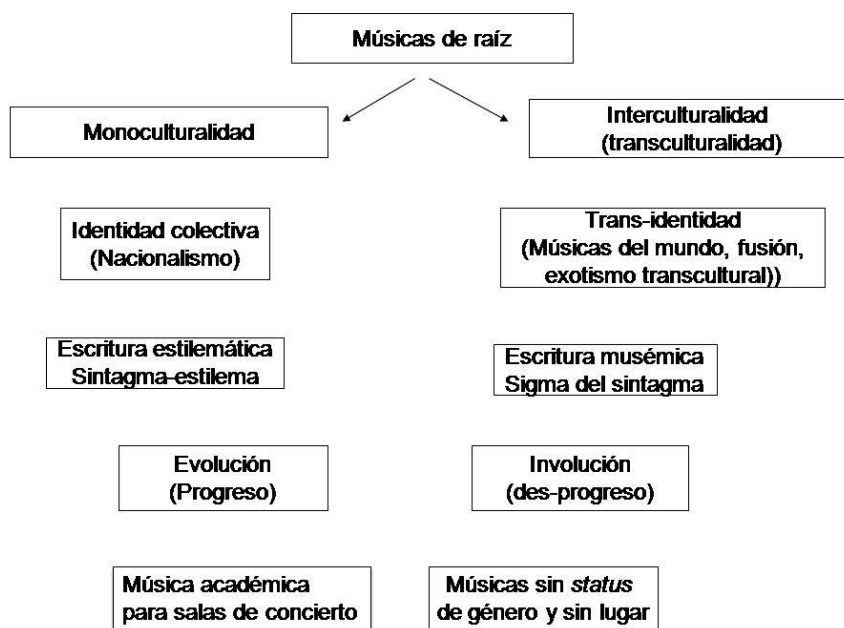 Músicas de raíz
Monoculturalidad
Interculturalidad
(transculturalidad)
Identidad colectiva
(Nacionalismo)
Trans-identidad
(Músicas del mundo, fusión,
exotismo transcultural))
Escritura estilemática
Sintagma-estilema
Escritura musémica
Sigma del sintagma
Evolución
(Progreso)
Involución
(des-progreso)
Música académica
para salas de concierto
Músicas sin status
de género y sin lugar